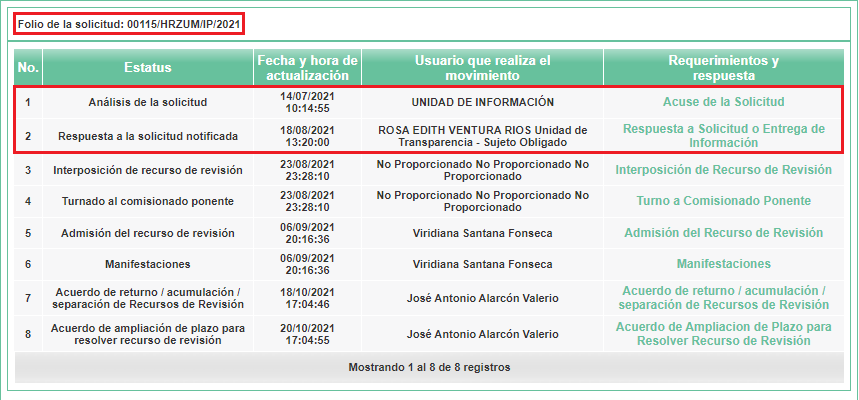 Folio de la solicitud: 00115/HRZUM/IP/2021
No. Estatus Fecha y hora de actualización Usuario que realiza el movimiento Requerimientos y respuesta
1 Análisis de la solicitud 14/07/2021 10:14:55 UNIDAD DE INFORMACIÓN Acuse de la Solicitud
2 Respuesta a la solicitud notificada 18/08/2021 13:20:00 ROSA EDITH VENTURA RIOS Unidad de Transparencia - Sujeto Obligado Respuesta a Solicitud o Entrega de Información
3 Interposición de recurso de revisión 23/08/2021 23:28:10 No Proporcionado No Proporcionado No Proporcionado Interposición de Recurso de Revisión
4 Turnado al comisionado ponente 23/08/2021 23:28:10 No Proporcionado No Proporcionado No Proporcionado Turno a Comisionado Ponente
5 Admisión del recurso de revisión 06/09/2021 20:16:36 Viridiana Santana Fonseca Admisión del Recurso de Revisión
6 Manifestaciones 06/09/2021 20:16:36 Viridiana Santana Fonseca Manifestaciones
7 Acuerdo de returno / acumulación / separación de Recursos de Revisión 18/10/2021 17:04:46 José Antonio Alarcón Valerio Acuerdo de returno / acumulación / separación de Recursos de Revisión
8 Acuerdo de ampliación de plazo para resolver recurso de revisión 20/10/2021 17:04:55 José Antonio Alarcón Valerio Acuerdo de Ampliacion de Plazo para Resolver Recurso de Revisión
Mostrando 1 al 8 de 8 registros